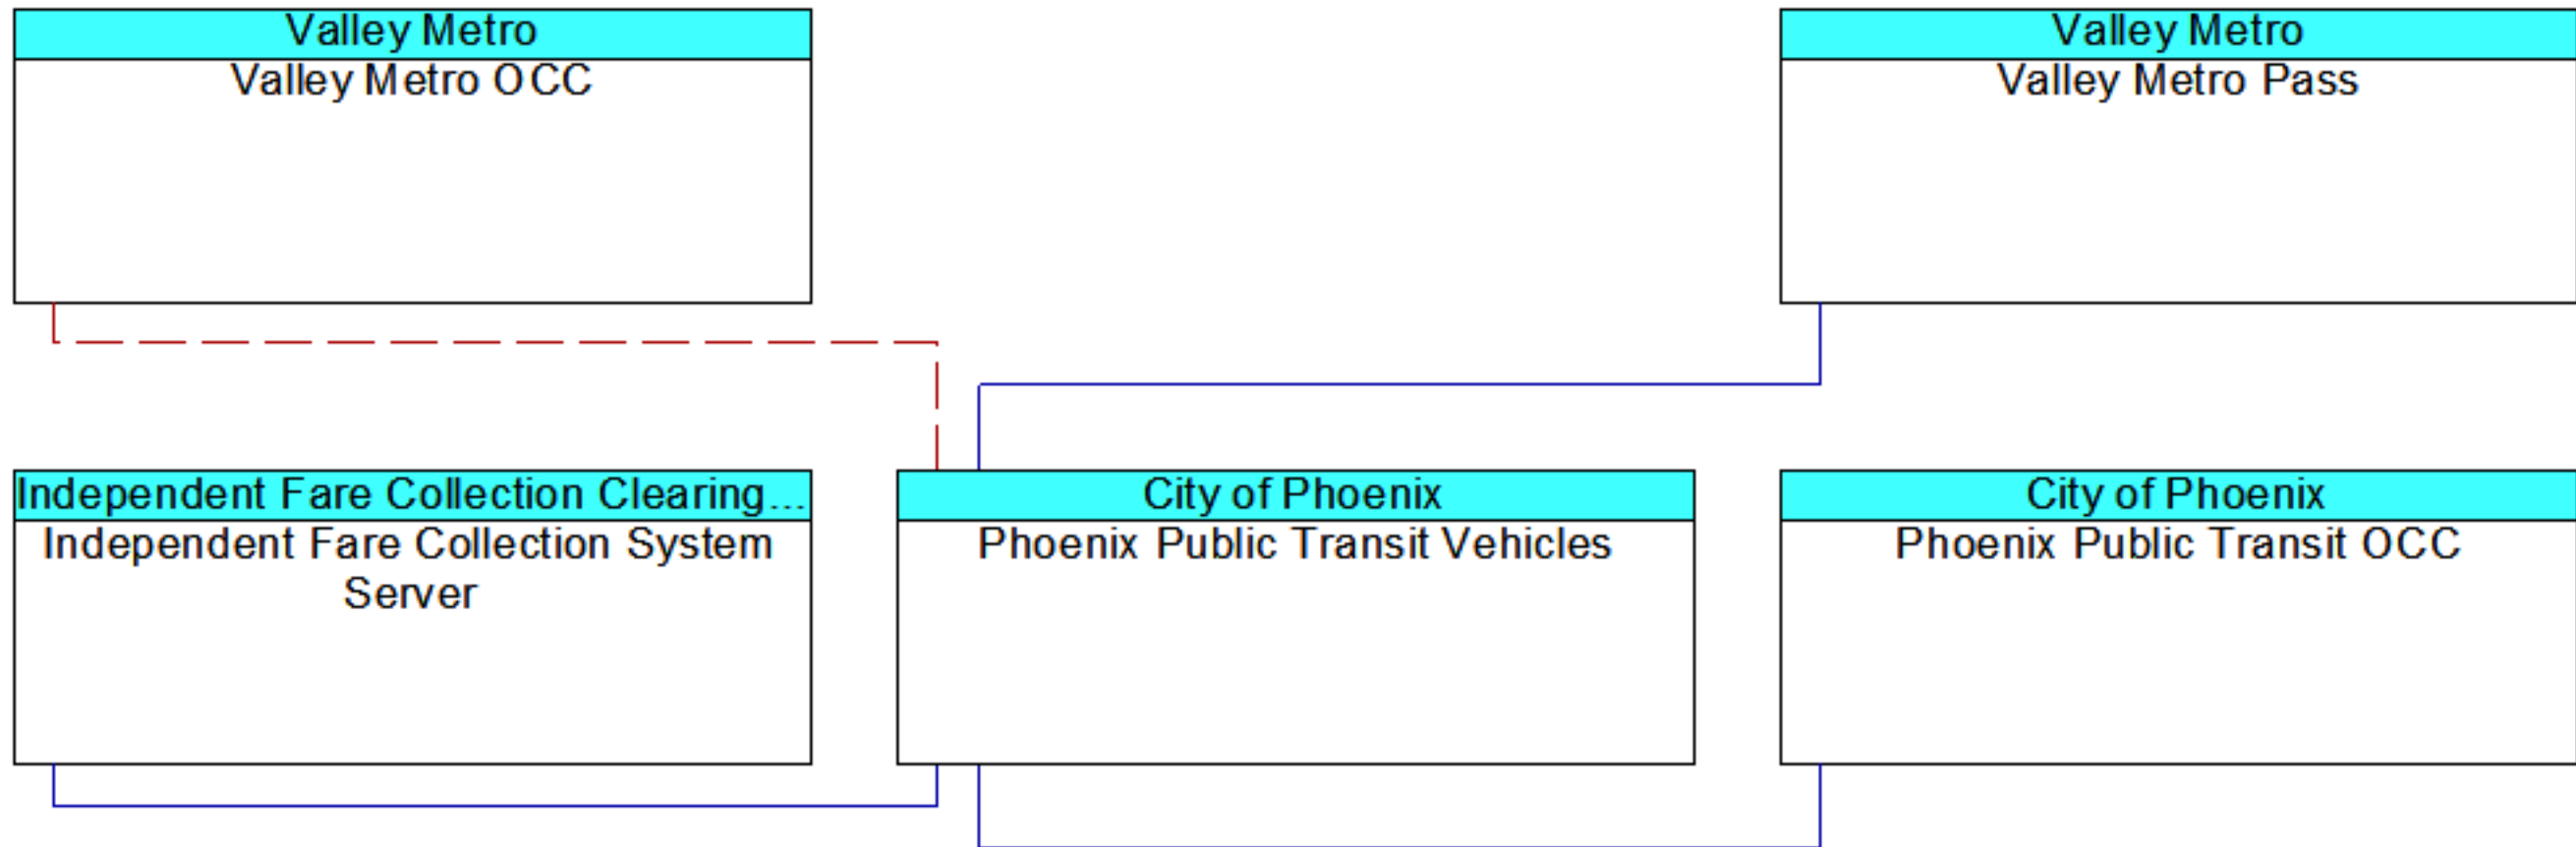 Valley Metro
Valley Metro OCC
Valley Metro
Valley Metro Pass
Independent Fare Collection Clearing...
Independent Fare Collection System
Server
City of Phoenix
Phoenix Public Transit Vehicles
City of Phoenix
Phoenix Public Transit OCC